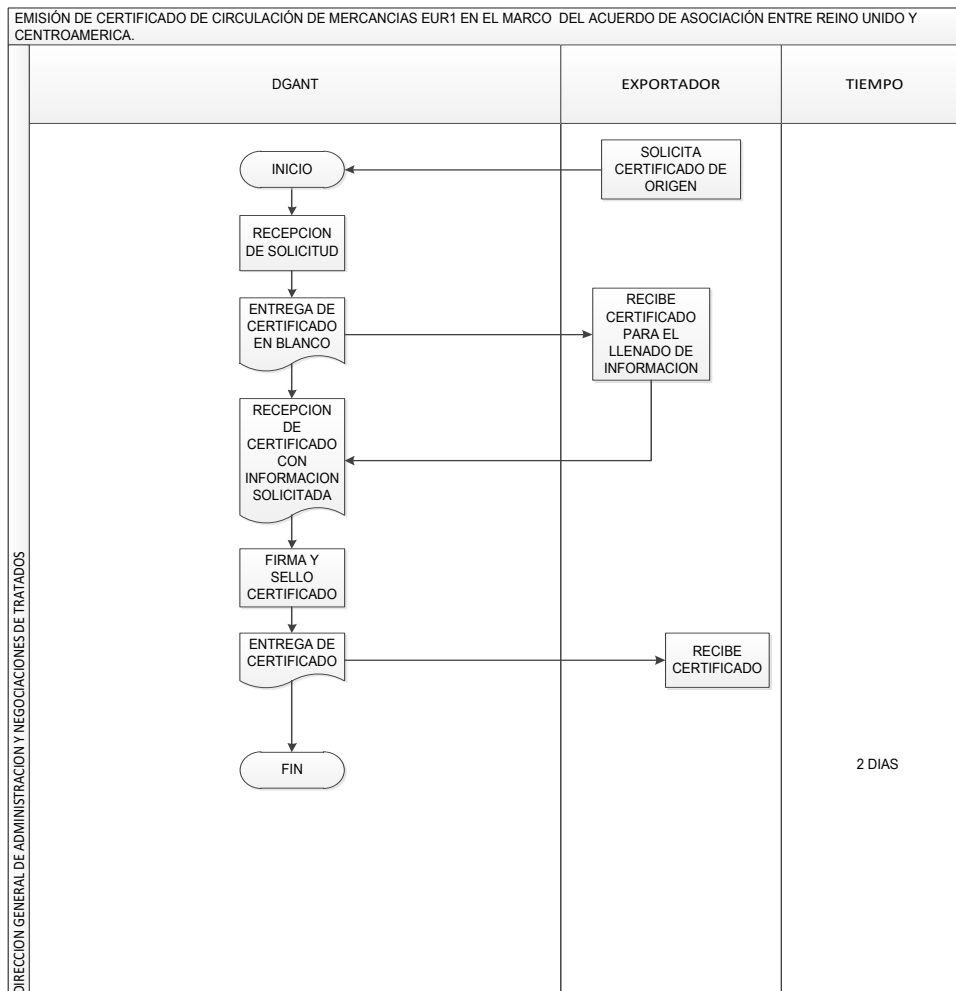 EMISIÓN DE CERTIFICADO DE CIRCULACIÓN DE MERCANCIAS EUR1 EN EL MARCO DEL ACUERDO DE ASOCIACIÓN ENTRE REINO UNIDO Y
CENTROAMERICA.
DIRECCION GENERAL DE ADMINISTRACION Y NEGOCIACIONES DE TRATADOS
DGANT
EXPORTADOR
TIEMPO
SOLICITA
CERTIFICADO DE
ORIGEN
INICIO
RECEPCION
DE SOLICITUD
ENTREGA DE
CERTIFICADO
EN BLANCO
RECIBE
CERTIFICADO
PARA EL
LLENADO DE
INFORMACION
RECEPCION
DE
CERTIFICADO
CON
INFORMACION
SOLICITADA
FIRMA Y
SELLO
CERTIFICADO
ENTREGA DE
CERTIFICADO
RECIBE
CERTIFICADO
FIN
2 DIAS